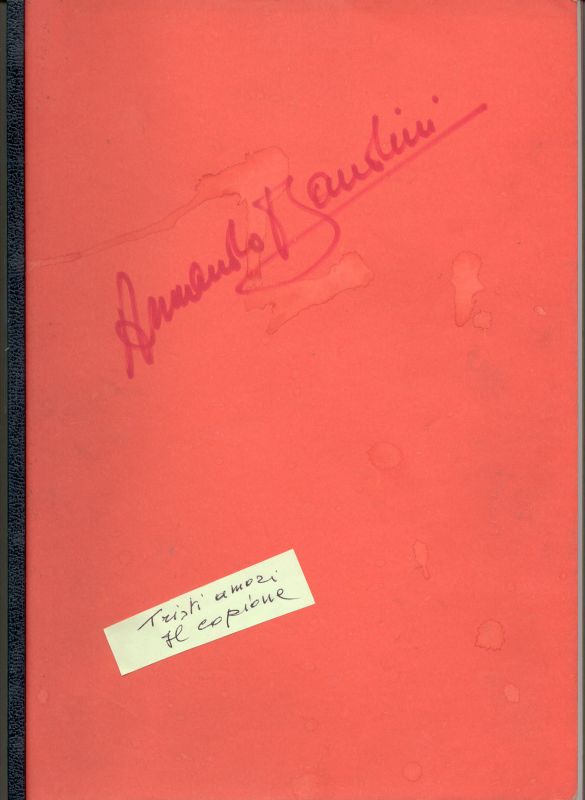 Armando Bandini
Tristi amori
Il copione